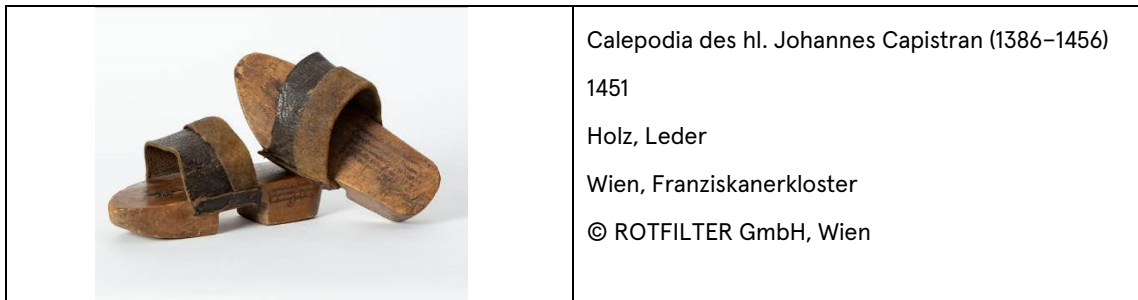 Calepodia des hl. Johannes Capistran (1386–1456)
1451
Holz, Leder
Wien, Franziskanerkloster
© ROTFILTER GmbH, Wien